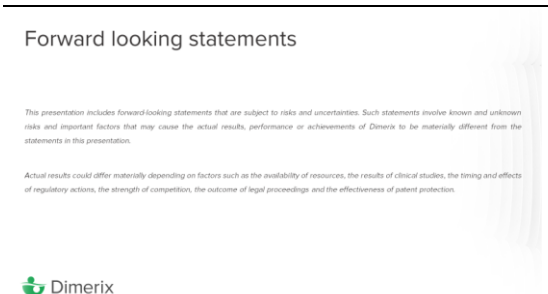 Forward looking statements
This presentation includes forward-looking statements that are subject to risks and uncertainties. Such statements involve known and unknown
risks and important factors that may cause the actual results, performance or achievements of Dimerix to be materially different from the
statements in this presentation.
Actual results could differ materially depending on factors such as the availability of resources, the results of clinical studies, the timing and effects
of regulatory actions, the strength of competition, the outcome of legal proceedings and the effectiveness of patent protection.
Dimerix